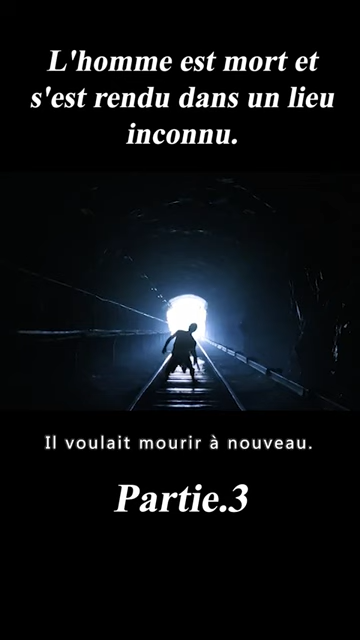 L'homme est mort et
s'est rendu dans un lieu
inconnu.
Il voulait mourir à nouveau.
Partie.3